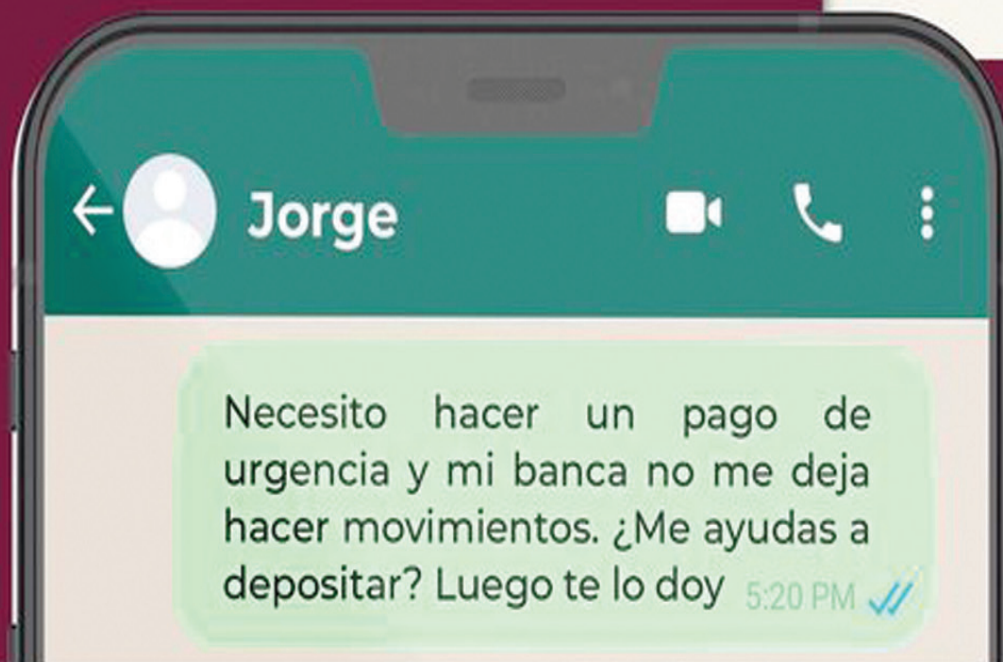 Jorge
Necesito hacer un pago de
urgencia y mi banca no me deja
hacer movimientos. ¿Me ayudas a
depositar? Luego te lo doy 5:20 PM